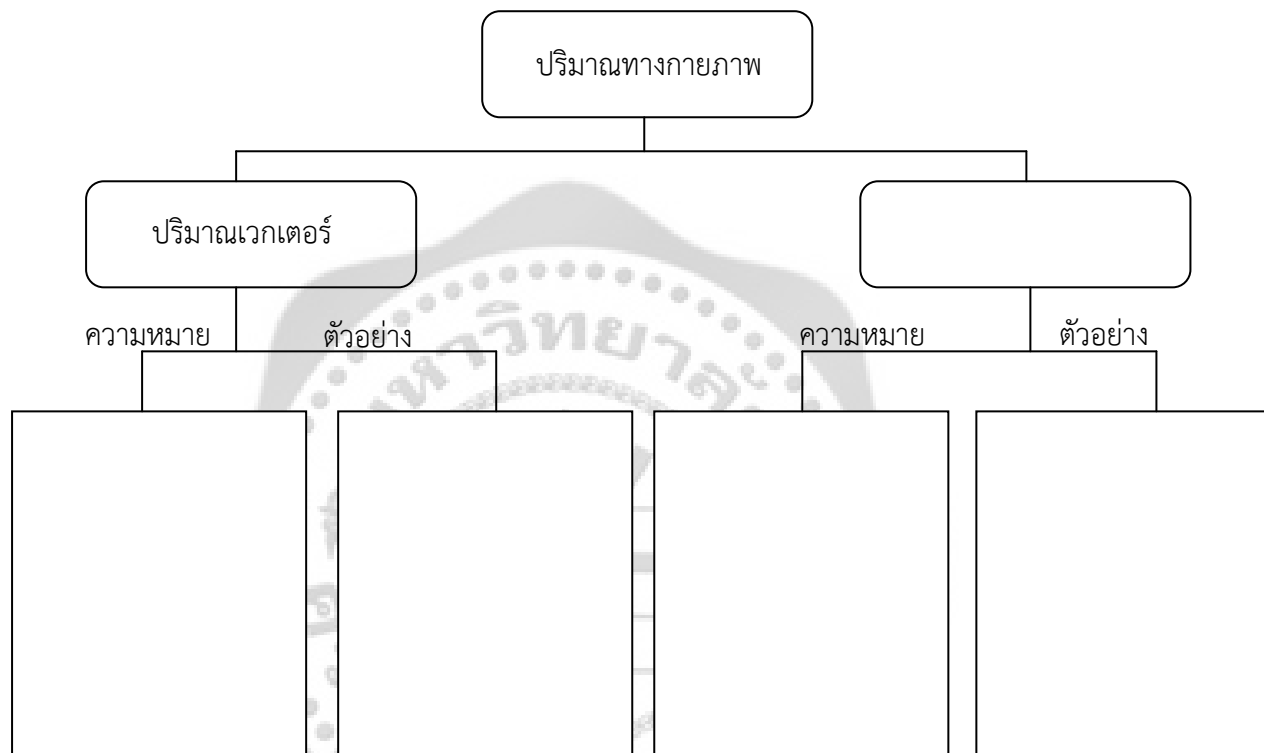 ปริมาณทางกายภาพ
ปริมาณเวกเตอร์
ความหมาย
ตัวอย่าง
ความหมาย
ตัวอย่าง